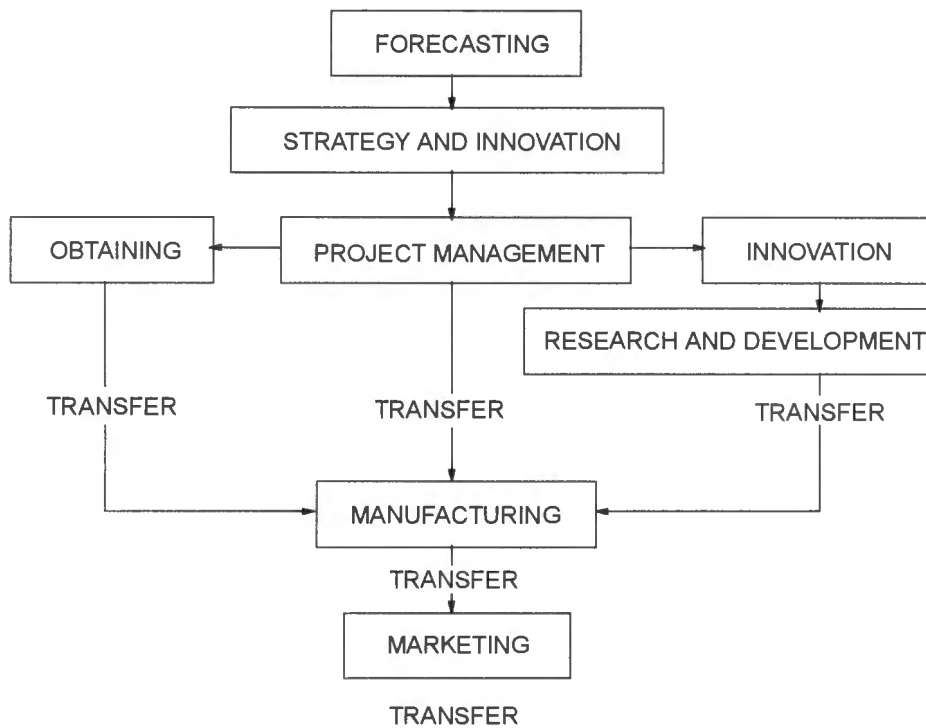 FORECASTING
STRATEGY AND INNOVATION
OBTAINING
PROJECT MANAGEMENT
INNOVATION
RESEARCH AND DEVELOPMENT
TRANSFER
TRANSFER
TRANSFER
MANUFACTURING
TRANSFER
MARKETING
TRANSFER